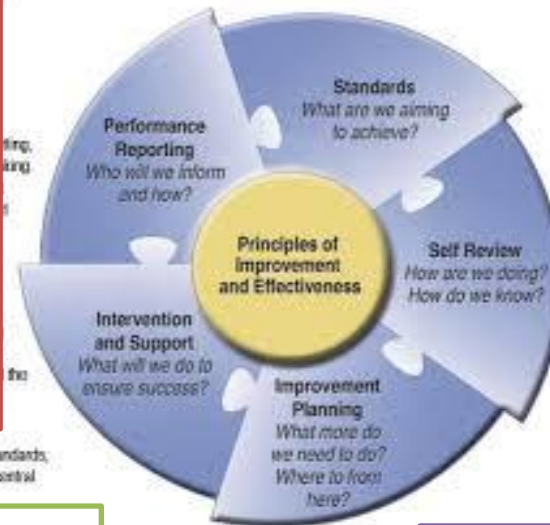 Standards
What are we aiming
to achieve?
Performance
Reporting
Who will we inform
and how?
Principles of
Improvement
and Effectiveness
Self Review
How are we doing?
How do we know?
Intervention
and Support
What will we do to
ensure success?
Improvement
Planning
What more do
we need to do?
Where to from
here?
the